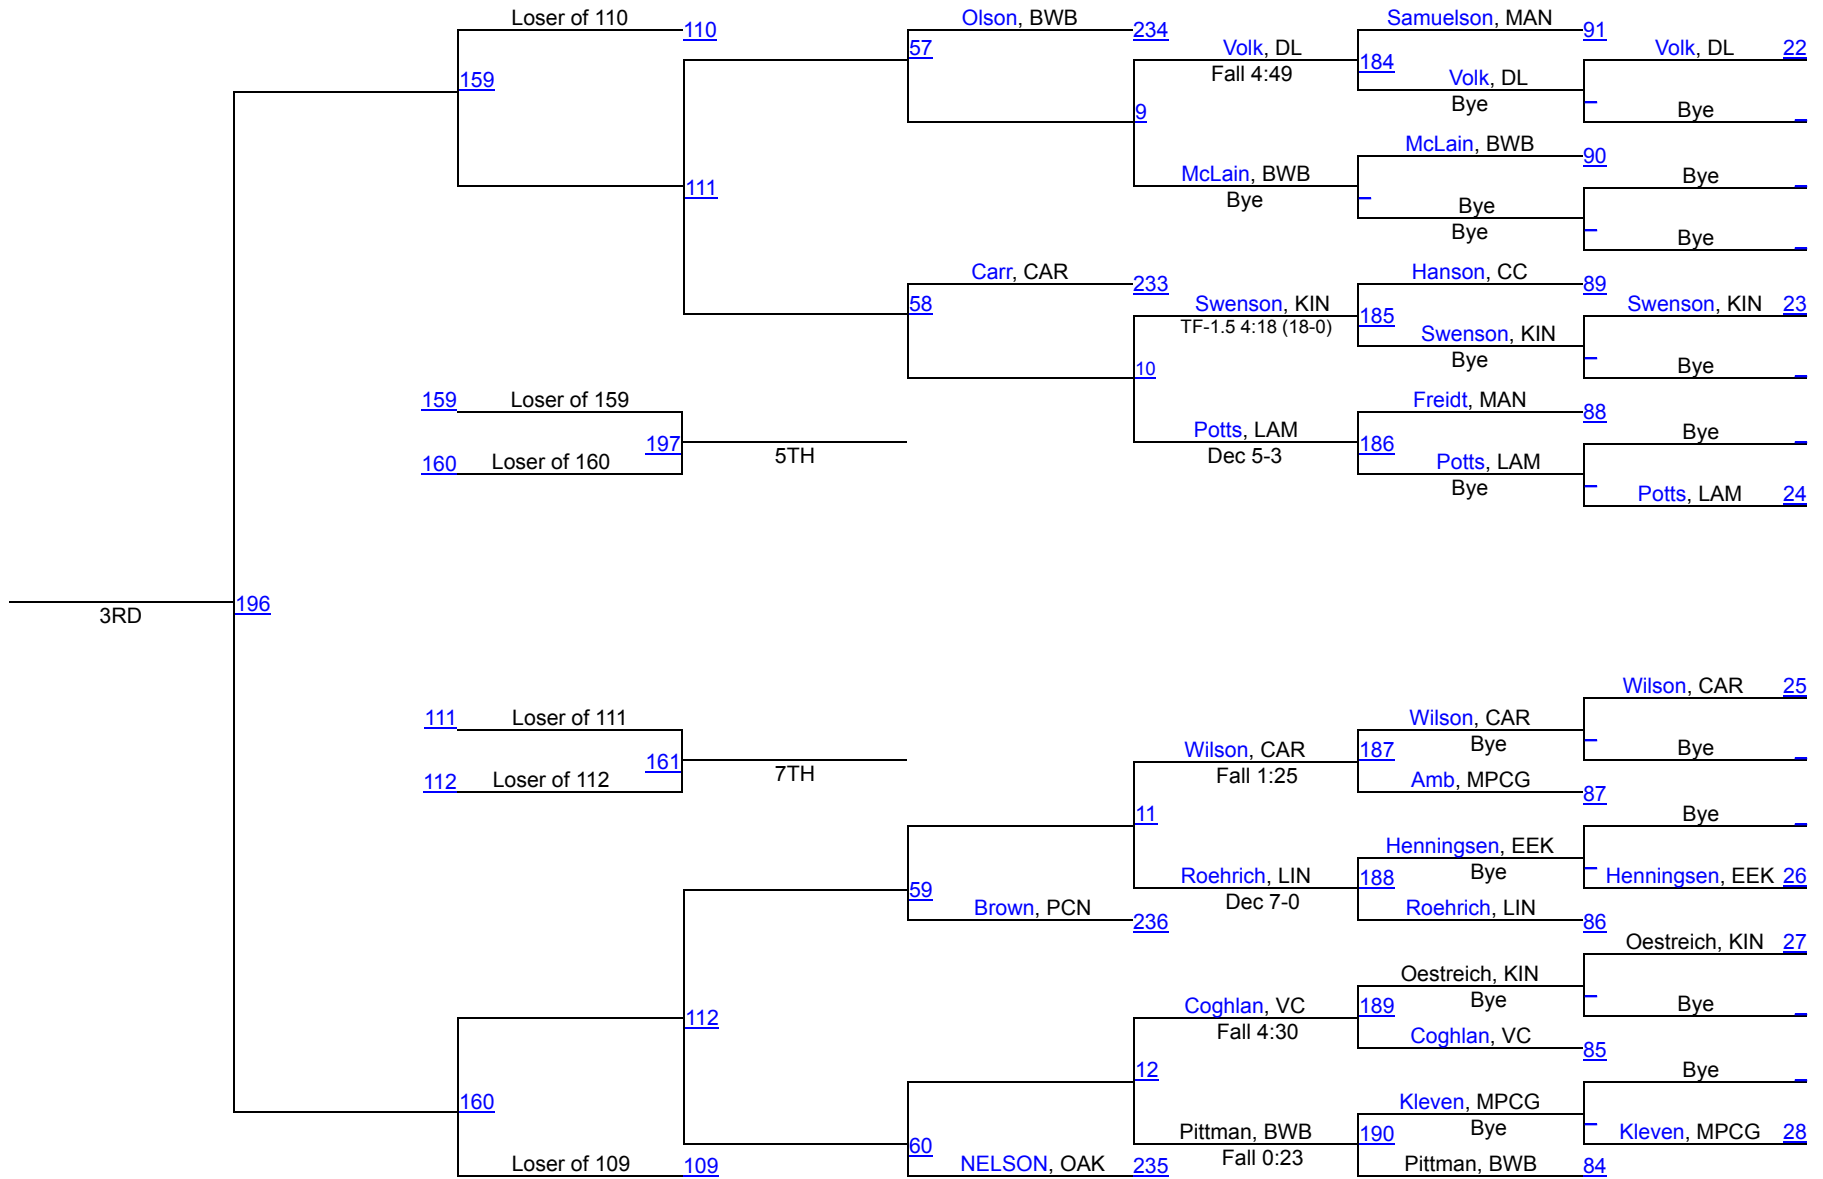 Loser of 110 110
Olson, BWB 234
Samuelson, MAN 91
57
Volk, DL
Fall 4:49
Volk, DL 22
184
159
Volk, DL
Bye
Bye
9
McLain, BWB 90
111
McLain, BWB
Bye
Bye
Bye
Bye
Bye
Carr, CAR 233
Hanson, CC 89
58
Swenson, KIN
TF-1.5 4:18 (18-0)
185
Swenson, KIN 23
Swenson, KIN
Bye
Bye
10
159 Loser of 159
Freidt, MAN 88
197
5TH
Potts, LAM
Dec 5-3
186
Bye
160 Loser of 160
Potts, LAM
Bye
Potts, LAM 24
3RD
196
Wilson, CAR 25
111 Loser of 111
Wilson, CAR
Bye
161
7TH
Wilson, CAR
Fall 1:25
187
Bye
112 Loser of 112
Amb, MPCG 87
11
Bye
Henningsen, EEK
Bye
59
Roehrich, LIN
Dec 7-0
188
Henningsen, EEK 26
Brown, PCN 236
Roehrich, LIN 86
Oestreich, KIN 27
Oestreich, KIN
Bye
112
Coghlan, VC
Fall 4:30
189
Bye
Coghlan, VC 85
12
Bye
160
Kleven, MPCG
Bye
60
Pittman, BWB
Fall 0:23
190
Kleven, MPCG 28
Loser of 109 109
NELSON, OAK 235
Pittman, BWB 84